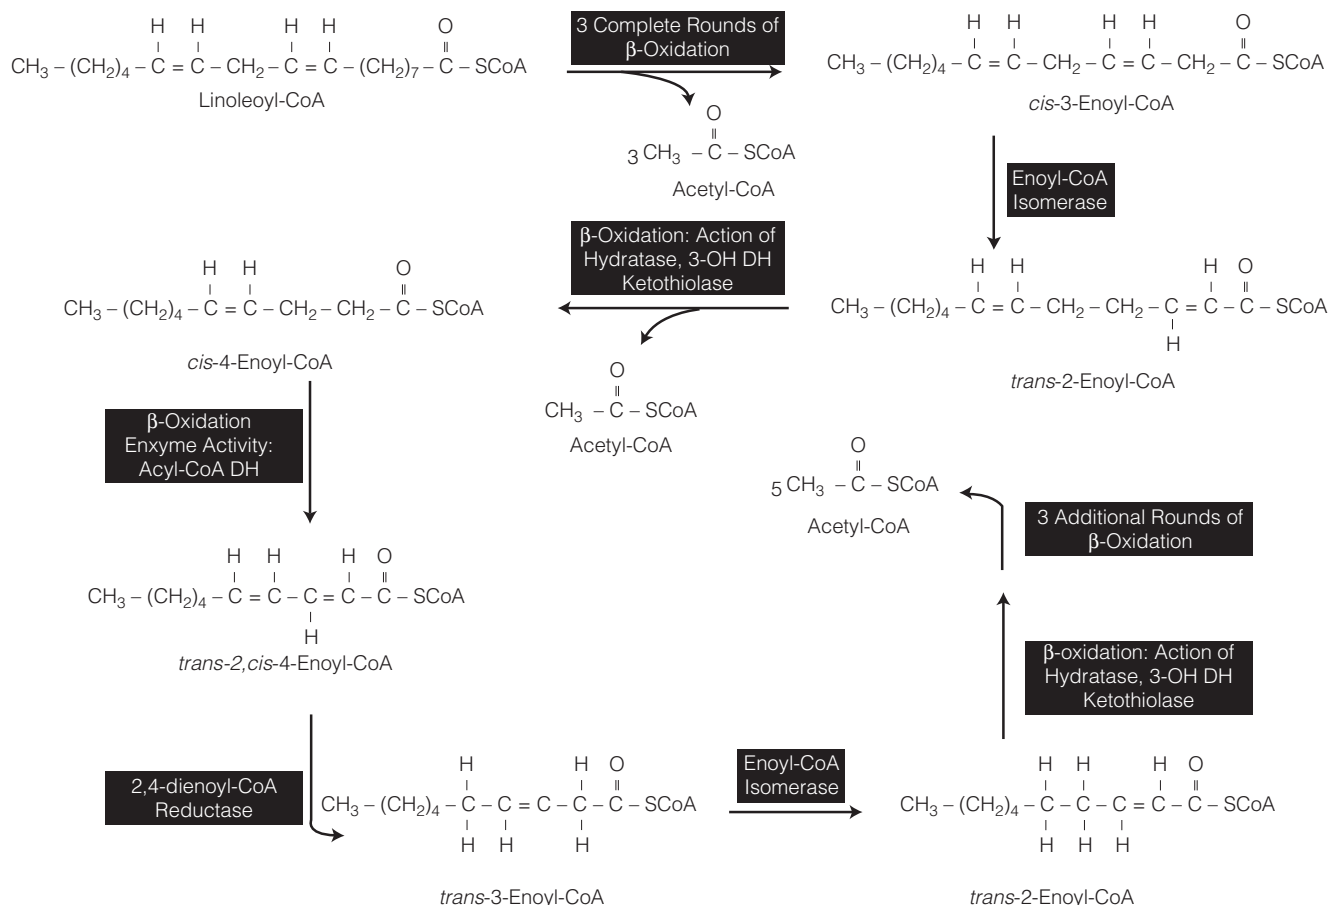 H H H H O
CH₃ – (CH₂)₄ – C = C – CH₂ – C = C – (CH₂)₇ – C – SCoA
Linoleoyl-CoA
3 Complete Rounds of
β-Oxidation
O
3 CH₃ – C – SCoA
Acetyl-CoA
H H H H O
CH₃ – (CH₂)₄ – C = C – CH₂ – C = C – CH₂ – C – SCoA
cis-3-Enoyl-CoA
Enoyl-CoA
Isomerase
H H H O
CH₃ – (CH₂)₄ – C = C – CH₂ – CH₂ – C = C – C – SCoA
H
trans-2-Enoyl-CoA
β-Oxidation: Action of
Hydratase, 3-OH DH
Ketothiolase
O
CH₃ – C – SCoA
Acetyl-CoA
H H O
CH₃ – (CH₂)₄ – C = C – CH₂ – CH₂ – C – SCoA
cis-4-Enoyl-CoA
β-Oxidation
Enxyme Activity:
Acyl-CoA DH
H H H O
CH₃ – (CH₂)₄ – C = C – C = C – C – SCoA
H
trans-2,cis-4-Enoyl-CoA
2,4-dienoyl-CoA
Reductase
H H O
CH₃ – (CH₂)₄ – C – C = C – C – C – SCoA
H H H
trans-3-Enoyl-CoA
Enoyl-CoA
Isomerase
H H H O
CH₃ – (CH₂)₄ – C – C – C = C – C – SCoA
H H H
trans-2-Enoyl-CoA
β-oxidation: Action of
Hydratase, 3-OH DH
Ketothiolase
3 Additional Rounds of
β-Oxidation
O
5 CH₃ – C – SCoA
Acetyl-CoA